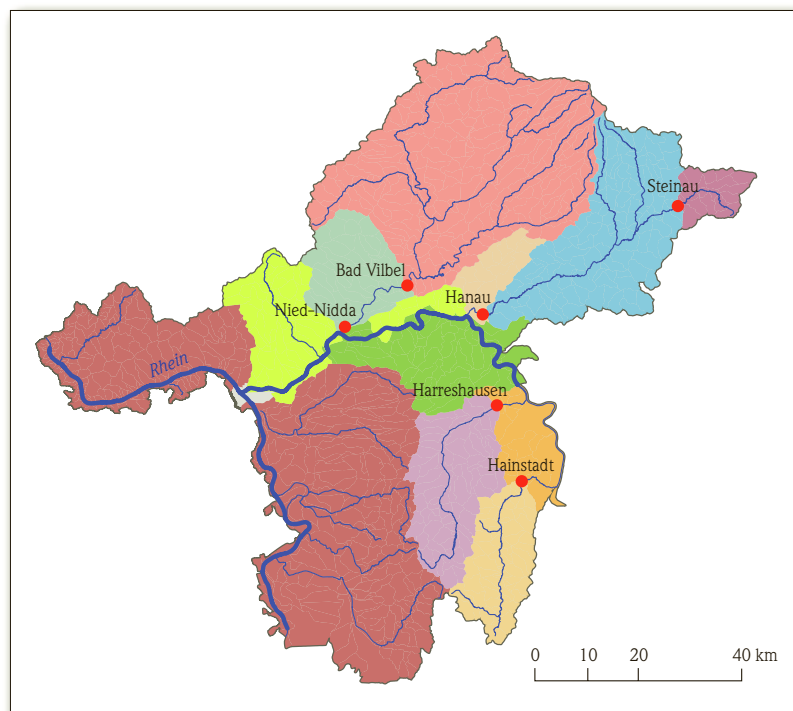 Steinau
Bad Vilbel
Hanau
Nied-Nidda
Rhein
Harreshausen
Hainstadt
0 10 20 40 km